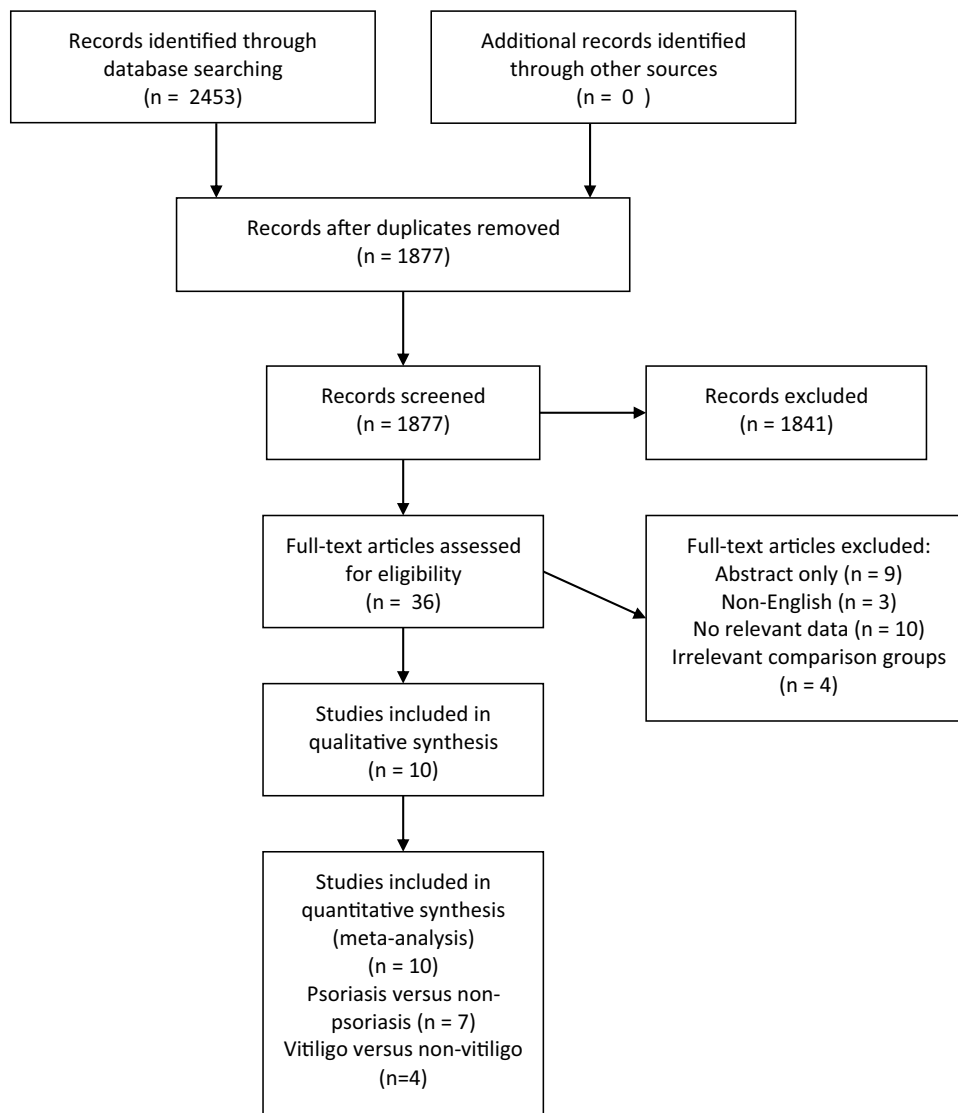 Records identified through
database searching
(n = 2453)
Additional records identified
through other sources
(n = 0 )
Records after duplicates removed
(n = 1877)
Records screened
(n = 1877)
Records excluded
(n = 1841)
Full-text articles assessed
for eligibility
(n = 36)
Full-text articles excluded:
Abstract only (n = 9)
Non-English (n = 3)
No relevant data (n = 10)
Irrelevant comparison groups
(n = 4)
Studies included in
qualitative synthesis
(n = 10)
Studies included in
quantitative synthesis
(meta-analysis)
(n = 10)
Psoriasis versus non-
psoriasis (n = 7)
Vitiligo versus non-vitiligo
(n=4)